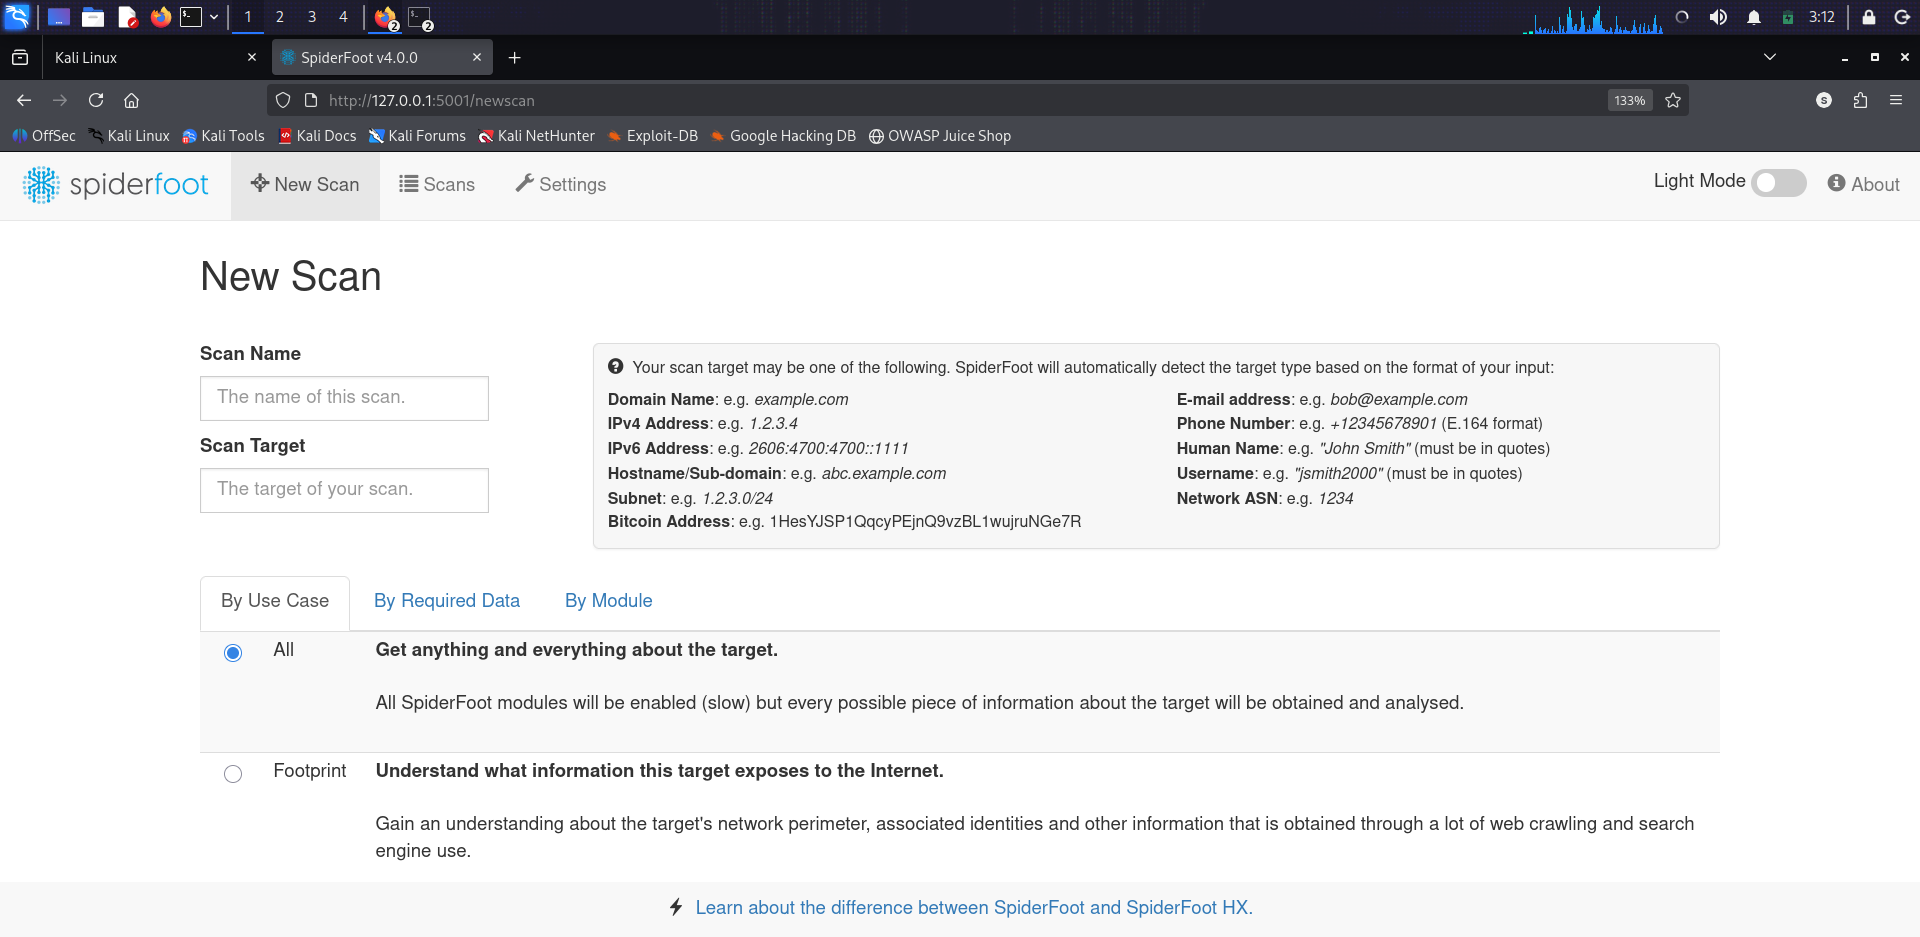 1 2 3 4 2 2 3:12
Kali Linux
SpiderFoot v4.0.0
http://127.0.0.1:5001/newscan
133%
S
OffSec Kali Linux Kali Tools Kali Docs Kali Forums Kali NetHunter Exploit-DB Google Hacking DB OWASP Juice Shop
spiderfoot New Scan Scans Settings Light Mode About
New Scan
Scan Name
The name of this scan.
Scan Target
The target of your scan.
Your scan target may be one of the following. SpiderFoot will automatically detect the target type based on the format of your input:
Domain Name: e.g. example.com
IPv4 Address: e.g. 1.2.3.4
IPv6 Address: e.g. 2606:4700:4700::1111
Hostname/Sub-domain: e.g. abc.example.com
Subnet: e.g. 1.2.3.0/24
Bitcoin Address: e.g. 1HesYJSP1QqcyPEjnQ9vzBL1wujruNGe7R
E-mail address: e.g. bob@example.com
Phone Number: e.g. +12345678901 (E.164 format)
Human Name: e.g. "John Smith" (must be in quotes)
Username: e.g. "jsmith2000" (must be in quotes)
Network ASN: e.g. 1234
By Use Case By Required Data By Module
All Get anything and everything about the target.
All SpiderFoot modules will be enabled (slow) but every possible piece of information about the target will be obtained and analysed.
Footprint Understand what information this target exposes to the Internet.
Gain an understanding about the target's network perimeter, associated identities and other information that is obtained through a lot of web crawling and search
engine use.
Learn about the difference between SpiderFoot and SpiderFoot HX.